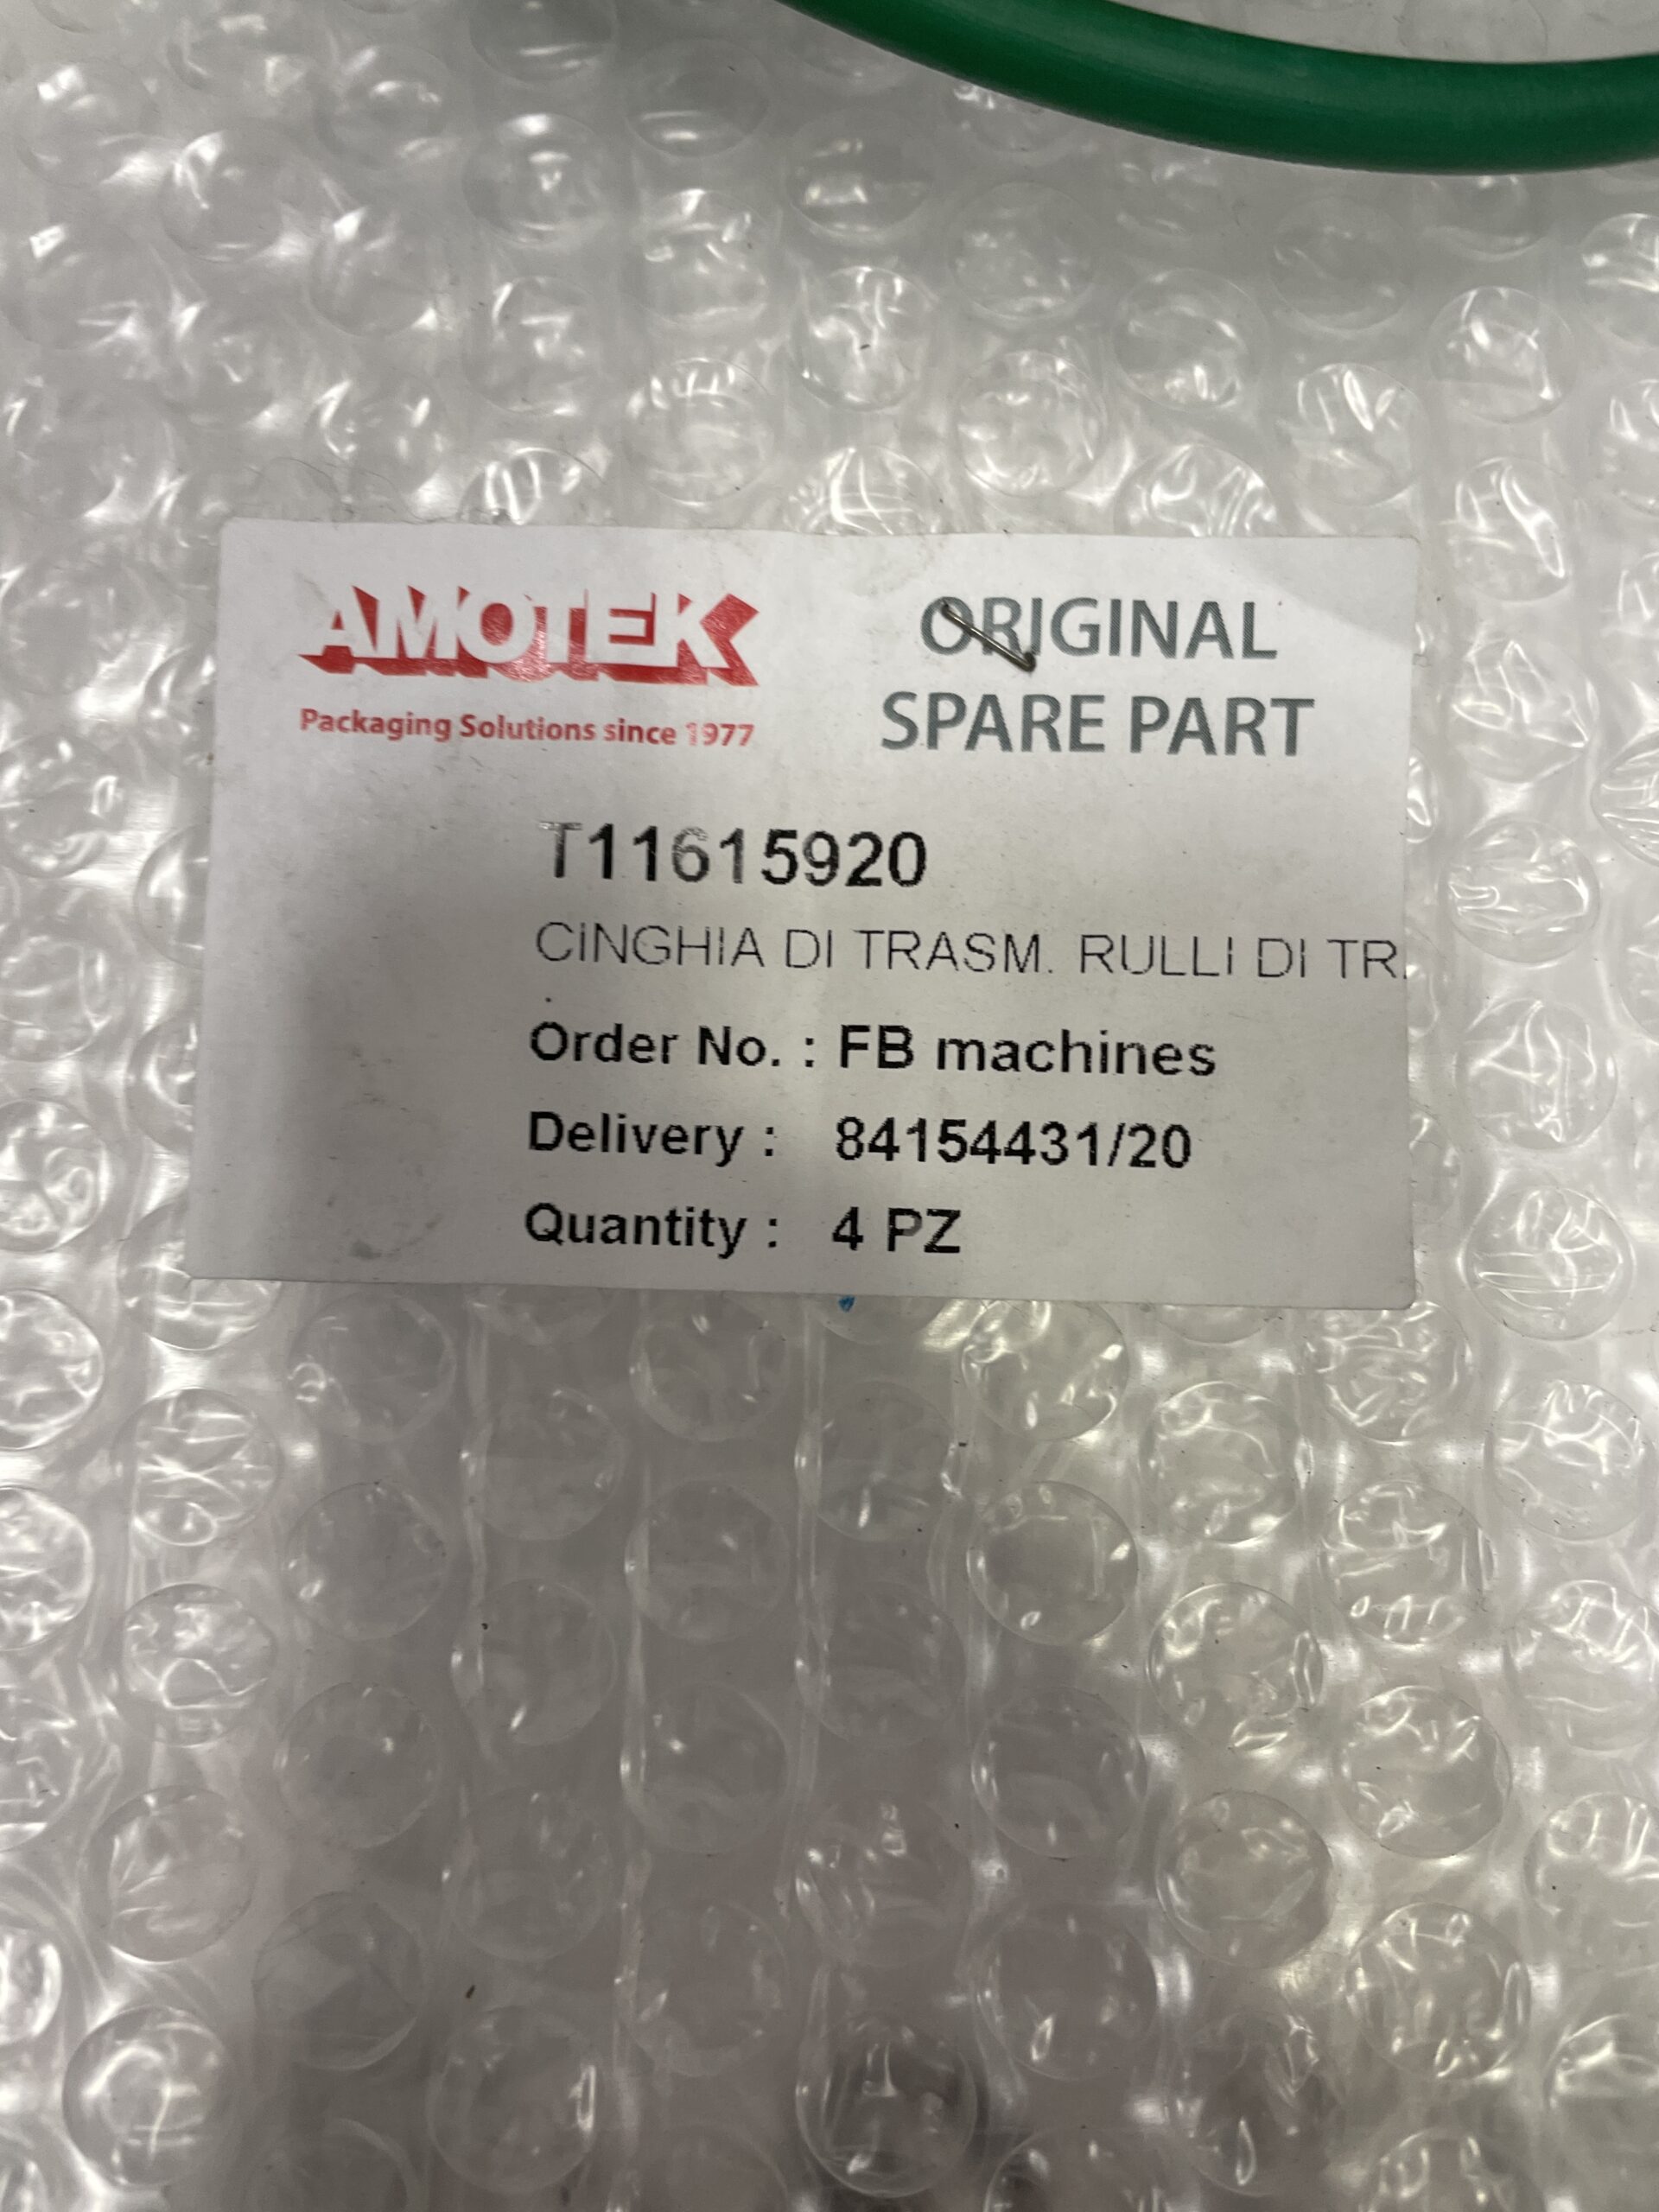 AMOTEK
Packaging Solutions since 1977
ORIGINAL
SPARE PART
T11615920
CINGHIA DI TRASM. RULLI DI TR.
Order No. : FB machines
Delivery : 84154431/20
Quantity : 4 PZ